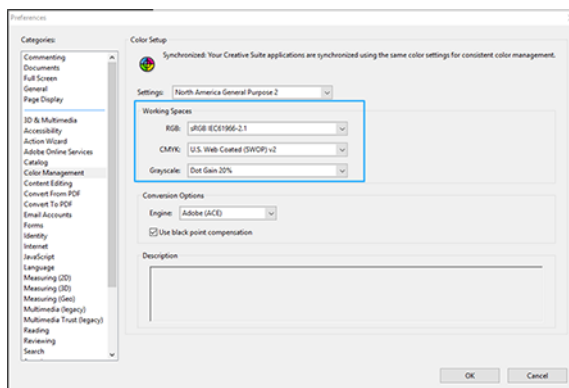 Preferences
Categories:
Commenting
Documents
Full Screen
General
Page Display
3D & Multimedia
Accessibility
Action Wizard
Adobe Online Services
Catalog
Color Management
Content Editing
Convert From PDF
Convert To PDF
Email Accounts
Forms
Identity
Internet
JavaScript
Language
Measuring (2D)
Measuring (3D)
Measuring (Geo)
Multimedia (legacy)
Multimedia Trust (legacy)
Reading
Reviewing
Search
Color Setup
Synchronized: Your Creative Suite applications are synchronized using the same color settings for consistent color management.
Settings: North America General Purpose 2
Working Spaces
RGB: sRGB IEC61966-2.1
CMYK: U.S. Web Coated (SWOP) v2
Grayscale: Dot Gain 20%
Conversion Options
Engine: Adobe (ACE)
Use black point compensation
Description
OK Cancel